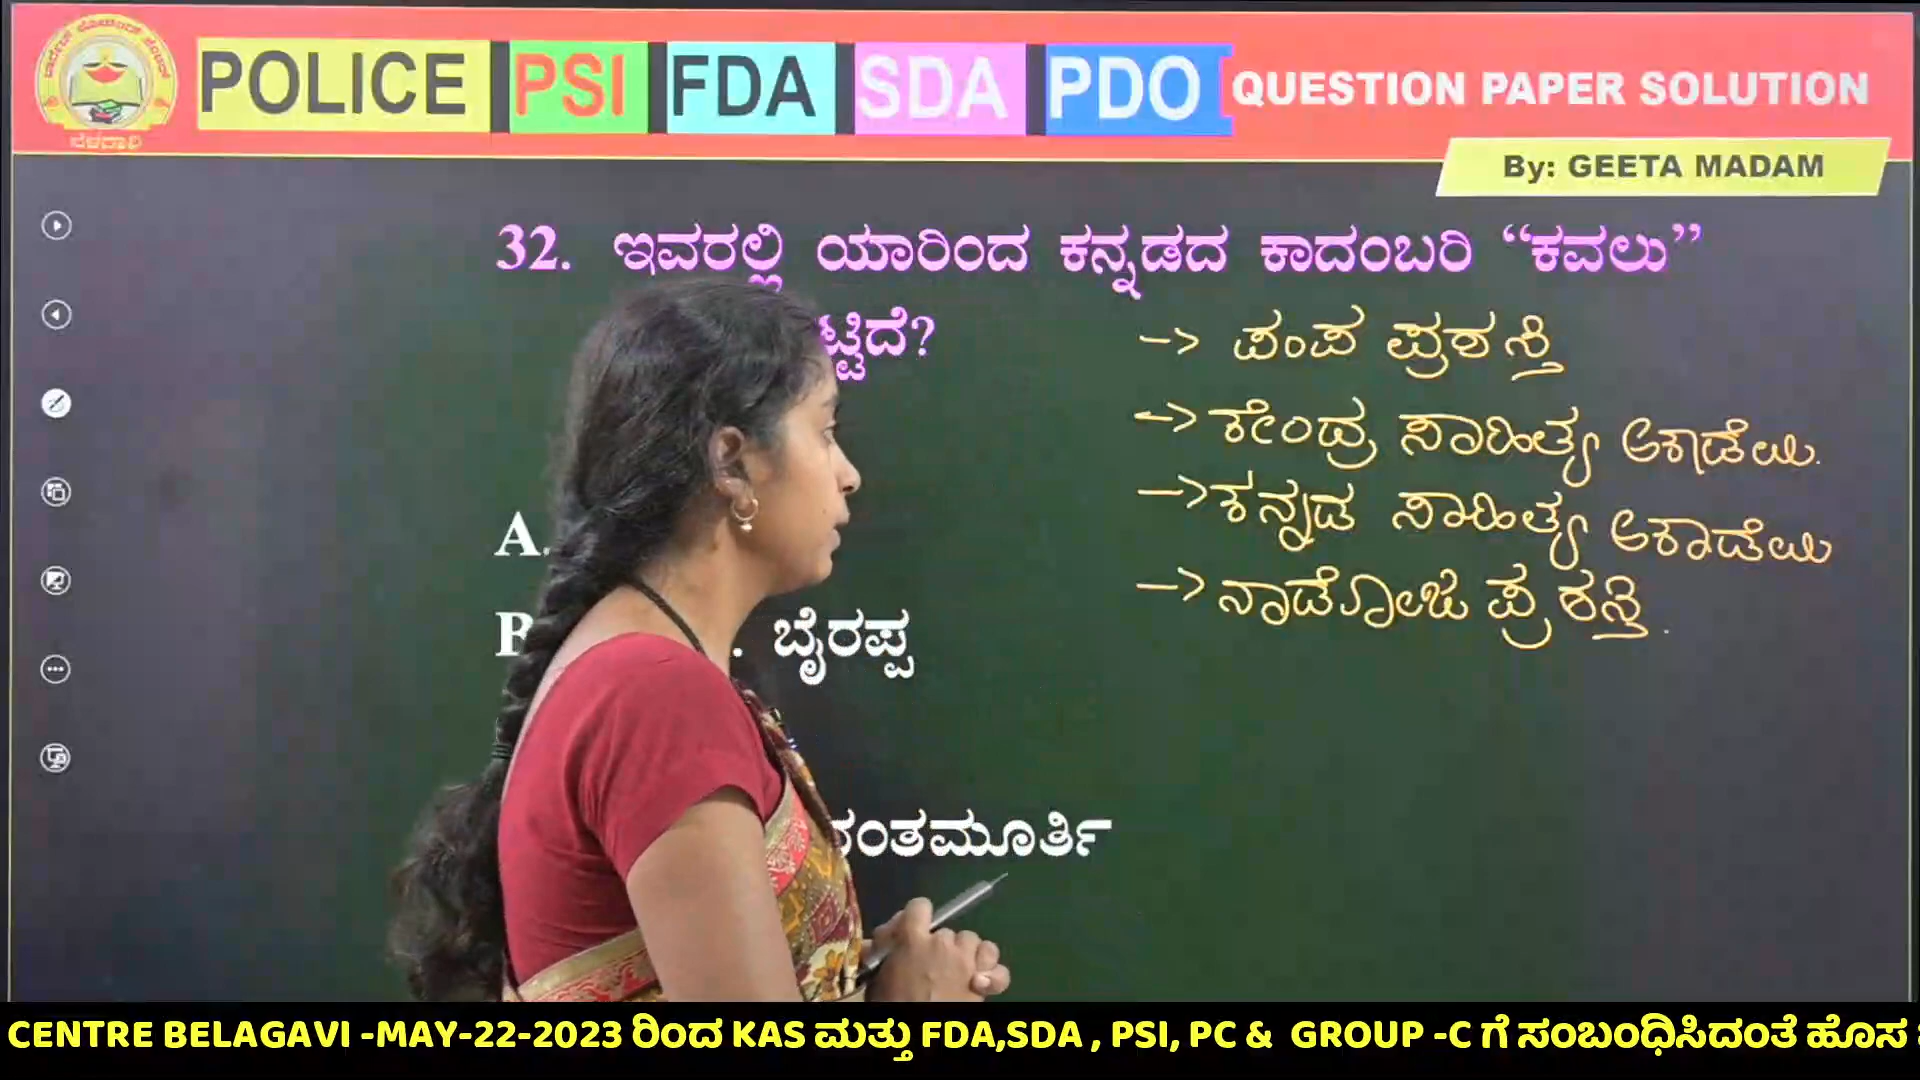 POLICE PSI FDA SDA PDO QUESTION PAPER SOLUTION
By: GEETA MADAM
ಬೆಳಗಾವಿ
32. ಇವರಲ್ಲಿ ಯಾರಿಂದ ಕನ್ನಡದ ಕಾದಂಬರಿ “ಕವಲು”
ಟ್ಟಿದೆ?
-> ಪಂಪ ಪ್ರಶಸ್ತಿ
-> ಕೇಂದ್ರ ಸಾಹಿತ್ಯ ಅಕಾಡೆಮಿ.
-> ಕನ್ನಡ ಸಾಹಿತ್ಯ ಅಕಾಡೆಮಿ
-> ನಾಡೋಜ ಪ್ರಶಸ್ತಿ.
A.
B . ಬೈರಪ್ಪ
ನಂತಮೂರ್ತಿ
CENTRE BELAGAVI -MAY-22-2023 ರಿಂದ KAS ಮತ್ತು FDA,SDA , PSI, PC & GROUP -C ಗೆ ಸಂಬಂಧಿಸಿದಂತೆ ಹೊಸ